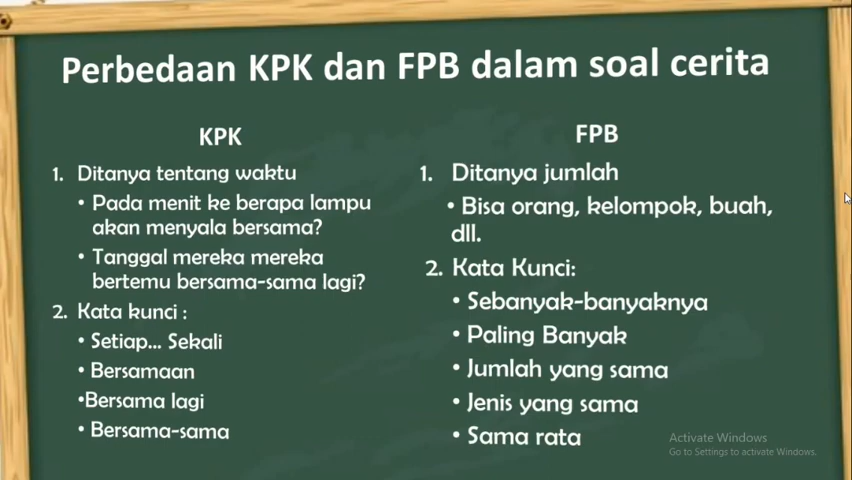 Perbedaan KPK dan FPB dalam soal cerita
KPK
1. Ditanya tentang waktu
• Pada menit ke berapa lampu
akan menyala bersama?
• Tanggal mereka mereka
bertemu bersama-sama lagi?
2. Kata kunci :
• Setiap... Sekali
• Bersamaan
•Bersama lagi
• Bersama-sama
FPB
1. Ditanya jumlah
• Bisa orang, kelompok, buah,
dll.
2. Kata Kunci:
• Sebanyak-banyaknya
• Paling Banyak
• Jumlah yang sama
• Jenis yang sama
• Sama rata
Activate Windows
Go to Settings to activate Windows.